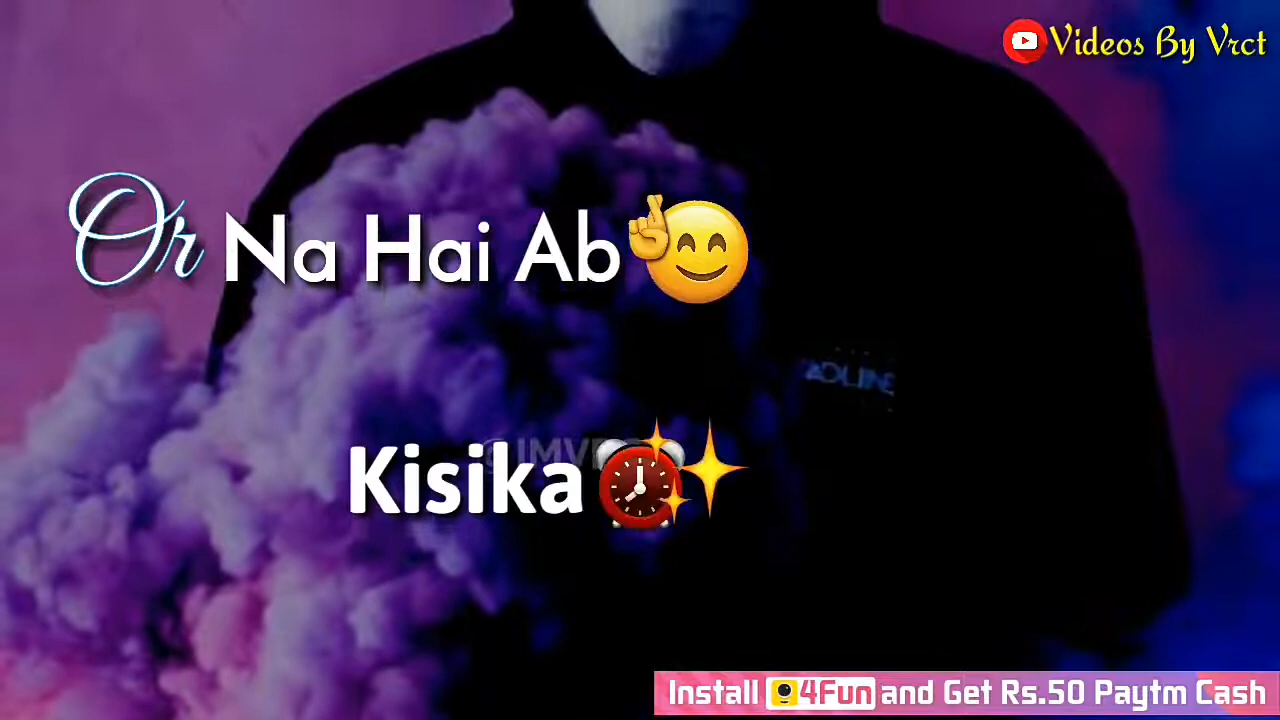 Videos By Vrct
Or Na Hai Ab
Kisika
Install 4Fun and Get Rs.50 Paytm Cash